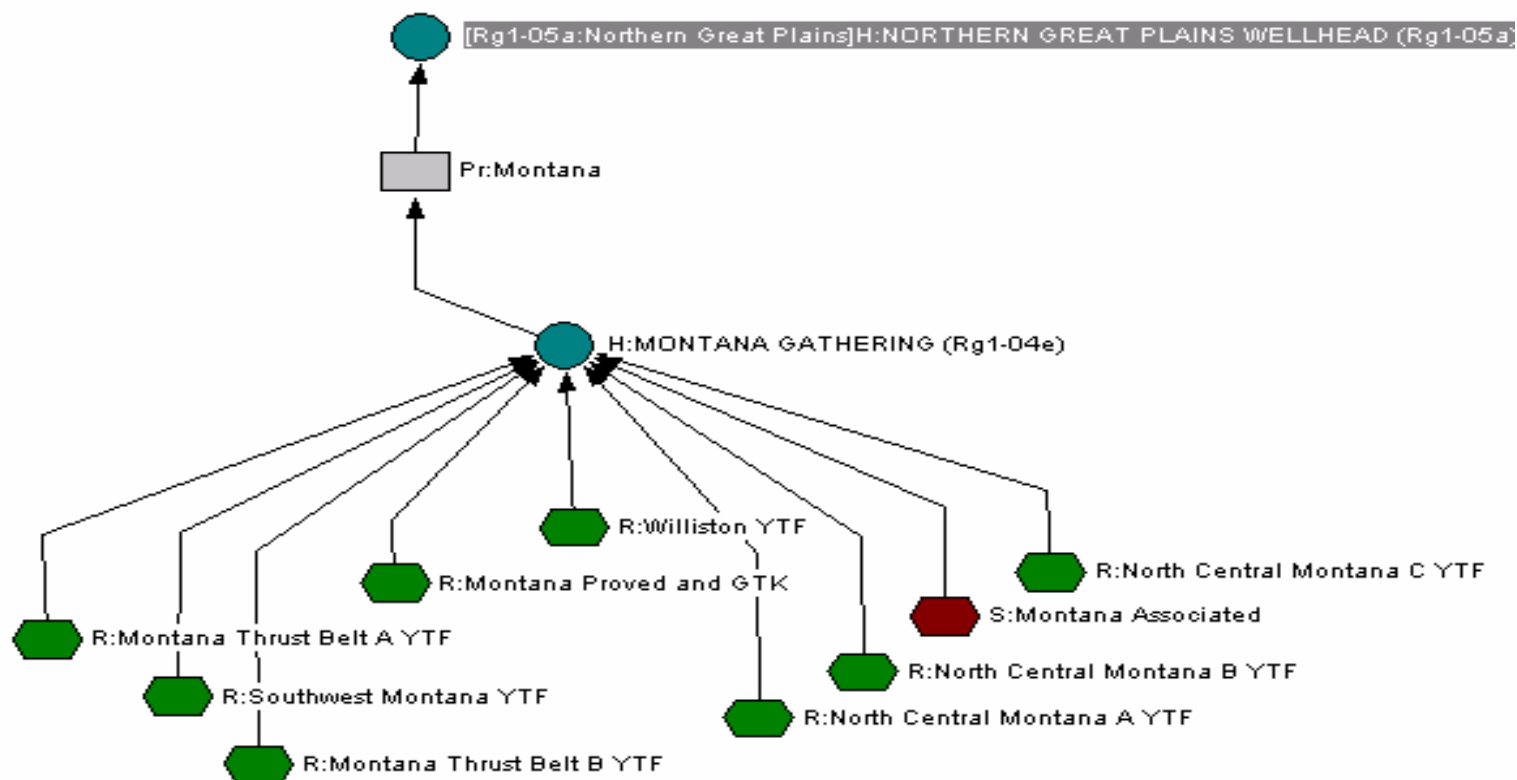 [Rg1-05a:Northern Great Plains]H:NORTHERN GREAT PLAINS WELLHEAD (Rg1-05a)
Pr:Montana
H:MONTANA GATHERING (Rg1-04e)
R:Williston YTF
R:North Central Montana C YTF
R:Montana Proved and GTK
S:Montana Associated
R:Montana Thrust Belt A YTF
R:North Central Montana B YTF
R:Southwest Montana YTF
R:North Central Montana A YTF
R:Montana Thrust Belt B YTF